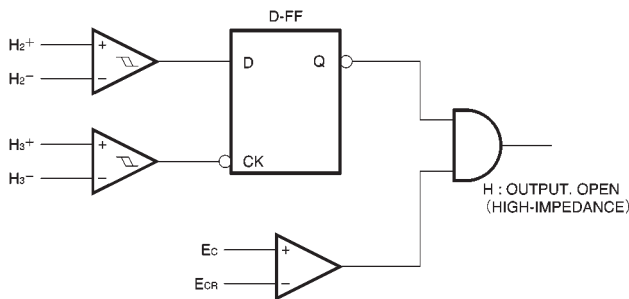 D-FF
H2+
H2−
+
−
D
Q
H3+
H3−
+
−
CK
H : OUTPUT. OPEN
(HIGH-IMPEDANCE)
EC
ECR
+
−